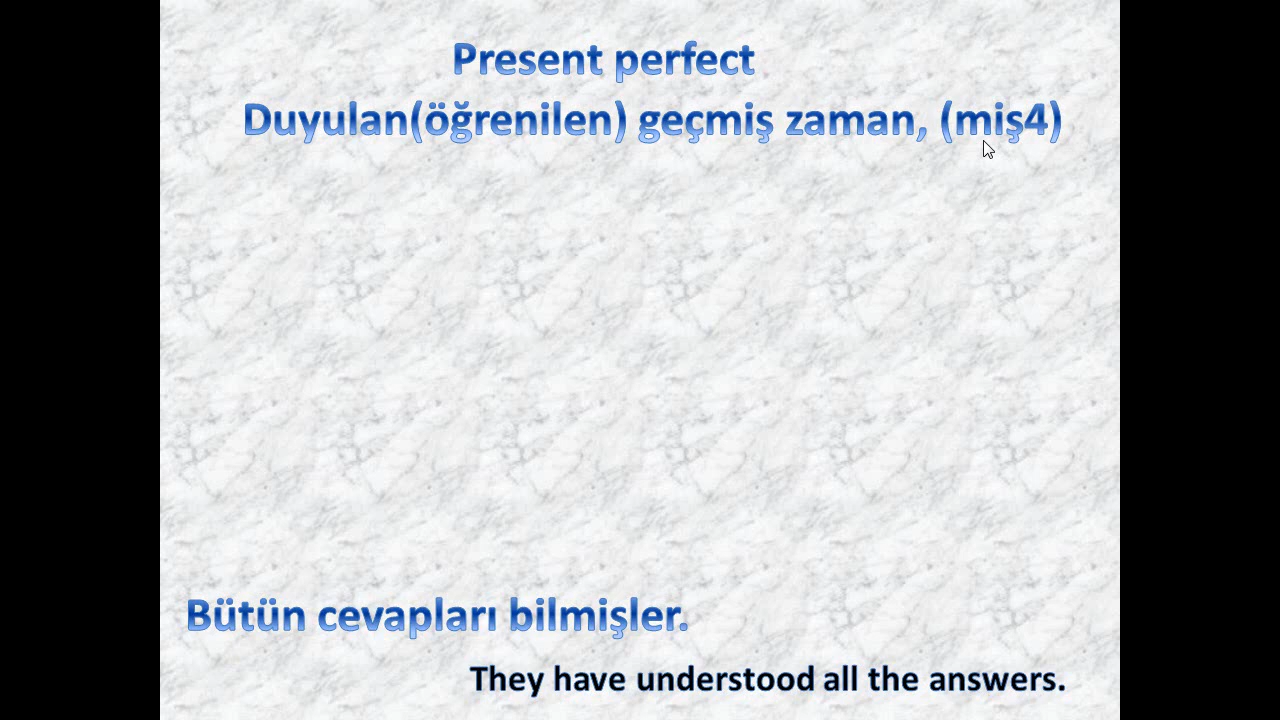 Present perfect
Duyulan(öğrenilen) geçmiş zaman, (miş4)
Bütün cevapları bilmişler.
They have understood all the answers.